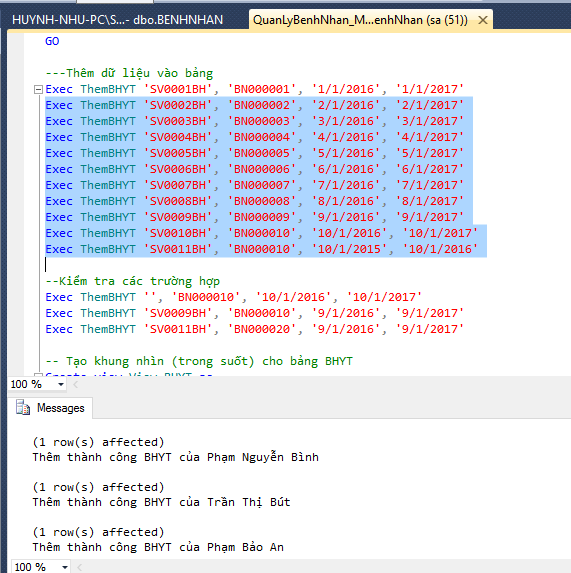 HUYNH-NHU-PC\S...- dbo.BENHNHAN
QuanLyBenhNhan_M...enhNhan (sa (51))
GO
---Thêm dữ liệu vào bảng
Exec ThemBHYT 'SV0001BH', 'BN000001', '1/1/2016', '1/1/2017'
Exec ThemBHYT 'SV0002BH', 'BN000002', '2/1/2016', '2/1/2017'
Exec ThemBHYT 'SV0003BH', 'BN000003', '3/1/2016', '3/1/2017'
Exec ThemBHYT 'SV0004BH', 'BN000004', '4/1/2016', '4/1/2017'
Exec ThemBHYT 'SV0005BH', 'BN000005', '5/1/2016', '5/1/2017'
Exec ThemBHYT 'SV0006BH', 'BN000006', '6/1/2016', '6/1/2017'
Exec ThemBHYT 'SV0007BH', 'BN000007', '7/1/2016', '7/1/2017'
Exec ThemBHYT 'SV0008BH', 'BN000008', '8/1/2016', '8/1/2017'
Exec ThemBHYT 'SV0009BH', 'BN000009', '9/1/2016', '9/1/2017'
Exec ThemBHYT 'SV0010BH', 'BN000010', '10/1/2016', '10/1/2017'
Exec ThemBHYT 'SV0011BH', 'BN000010', '10/1/2015', '10/1/2016'
--Kiểm tra các trường hợp
Exec ThemBHYT '', 'BN000010', '10/1/2016', '10/1/2017'
Exec ThemBHYT 'SV0009BH', 'BN000010', '9/1/2016', '9/1/2017'
Exec ThemBHYT 'SV0011BH', 'BN000020', '9/1/2016', '9/1/2017'
-- Tạo khung nhìn (trong suốt) cho bảng BHYT
Create view View_BHYT as
100 %
Messages
(1 row(s) affected)
Thêm thành công BHYT của Phạm Nguyễn Bình
(1 row(s) affected)
Thêm thành công BHYT của Trần Thị Bút
(1 row(s) affected)
Thêm thành công BHYT của Phạm Bảo An
100 %